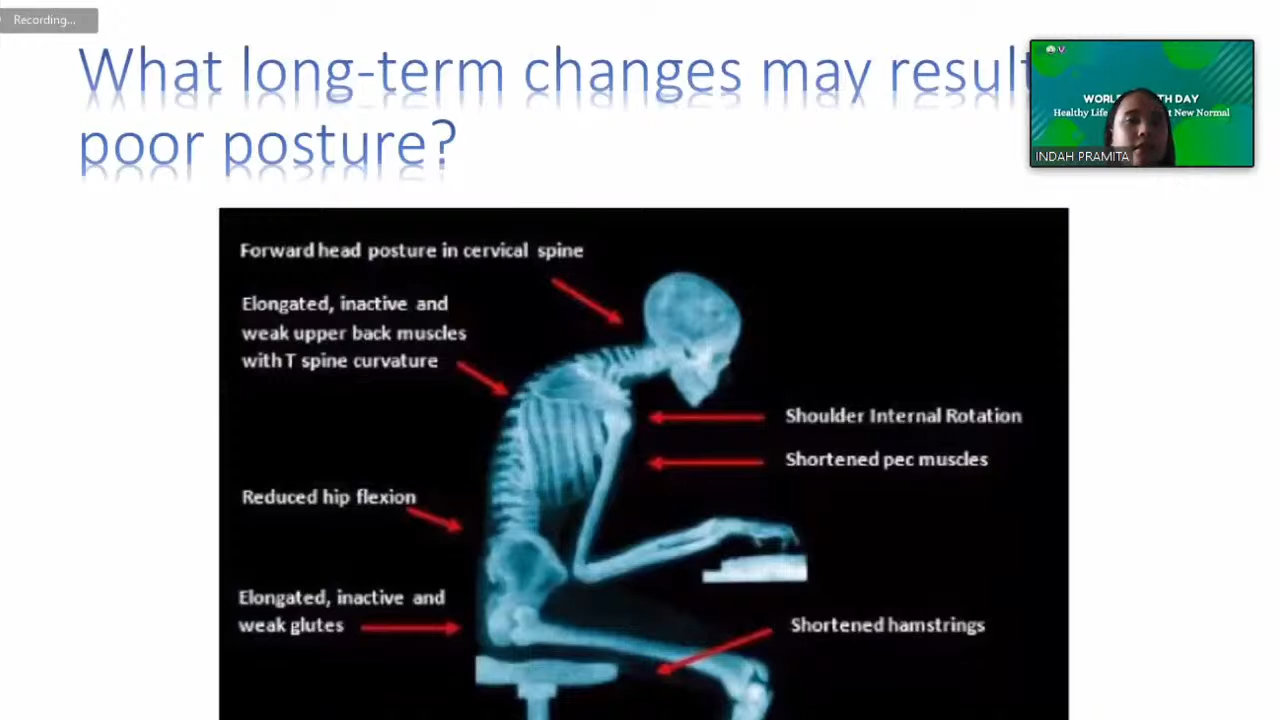 Recording...
What long-term changes may result
poor posture?
WORLD TH DAY
Healthy Life t New Normal
INDAH PRAMITA
Forward head posture in cervical spine
Elongated, inactive and
weak upper back muscles
with T spine curvature
Shoulder Internal Rotation
Shortened pec muscles
Reduced hip flexion
Elongated, inactive and
weak glutes
Shortened hamstrings